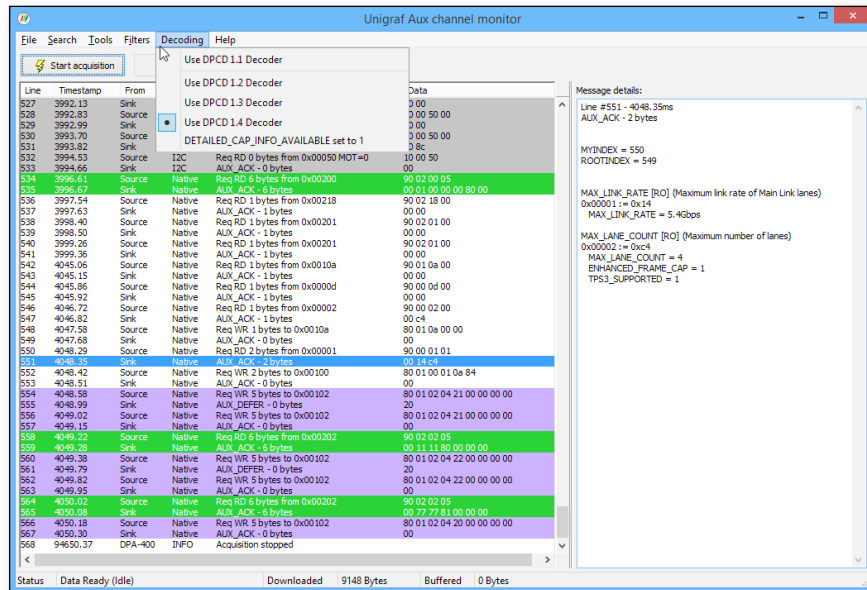 Unigraf Aux channel monitor
File Search Tools Filters Decoding Help
Start acquisition
Use DPCD 1.1 Decoder
Use DPCD 1.2 Decoder
Use DPCD 1.3 Decoder
Use DPCD 1.4 Decoder
DETAILED_CAP_INFO_AVAILABLE set to 1
Line Timestamp From Data
527 3992.13 Sink 0 00
528 2992.83 Source 0 00 50 00
529 2992.99 Sink 0 00
530 3993.70 Source 0 00 50 00
531 3993.82 Sink 0 8c
532 3994.53 Source I2C Req RD 0 bytes from 0x00050 MOT=0 10 00 50
533 3994.66 Sink I2C AUX_ACK - 0 bytes 00
534 3996.61 Source Native Req RD 6 bytes from 0x00200 90 02 00 05
535 3996.67 Sink Native AUX_ACK - 6 bytes 00 01 00 00 00 80 00
536 3997.54 Source Native Req RD 1 bytes from 0x00218 90 02 18 00
537 3997.63 Sink Native AUX_ACK - 1 bytes 00 00
538 3998.40 Source Native Req RD 1 bytes from 0x00201 90 02 01 00
539 3998.50 Sink Native AUX_ACK - 1 bytes 00 00
540 3999.26 Source Native Req RD 1 bytes from 0x00201 90 02 01 00
541 3999.36 Sink Native AUX_ACK - 1 bytes 00 00
542 4045.06 Source Native Req RD 1 bytes from 0x0010a 90 01 0a 00
543 4045.15 Sink Native AUX_ACK - 1 bytes 00 00
544 4045.86 Source Native Req RD 1 bytes from 0x0000d 90 00 0d 00
545 4045.92 Sink Native AUX_ACK - 1 bytes 00 00
546 4046.72 Source Native Req RD 1 bytes from 0x00002 90 00 02 00
547 4046.82 Sink Native AUX_ACK - 1 bytes 00 c4
548 4047.58 Source Native Req WR 1 bytes to 0x0010a 80 01 0a 00 00
549 4047.68 Sink Native AUX_ACK - 0 bytes 00
550 4048.29 Source Native Req RD 2 bytes from 0x00001 90 00 01 01
551 4048.35 Sink Native AUX_ACK - 2 bytes 00 14 c4
552 4048.42 Source Native Req WR 2 bytes to 0x00100 80 01 00 01 0a 84
553 4048.51 Sink Native AUX_ACK - 0 bytes 00
554 4048.58 Source Native Req WR 5 bytes to 0x00102 80 01 02 04 21 00 00 00 00
555 4048.99 Sink Native AUX_DEFER - 0 bytes 20
556 4049.02 Source Native Req WR 5 bytes to 0x00102 80 01 02 04 21 00 00 00 00
557 4049.15 Sink Native AUX_ACK - 0 bytes 00
558 4049.22 Source Native Req RD 6 bytes from 0x00202 90 02 02 05
559 4049.28 Sink Native AUX_ACK - 6 bytes 00 11 11 80 00 00 00
560 4049.38 Source Native Req WR 5 bytes to 0x00102 80 01 02 04 22 00 00 00 00
561 4049.79 Sink Native AUX_DEFER - 0 bytes 20
562 4049.82 Source Native Req WR 5 bytes to 0x00102 80 01 02 04 22 00 00 00 00
563 4049.95 Sink Native AUX_ACK - 0 bytes 00
564 4050.02 Source Native Req RD 6 bytes from 0x00202 90 02 02 05
565 4050.08 Sink Native AUX_ACK - 6 bytes 00 77 77 81 00 00 00
566 4050.18 Source Native Req WR 5 bytes to 0x00102 80 01 02 04 20 00 00 00 00
567 4050.30 Sink Native AUX_ACK - 0 bytes 00
568 94650.37 DPA-400 INFO Acquisition stopped
Message details:
Line #551 - 4048.35ms
AUX_ACK - 2 bytes
MYINDEX = 550
ROOTINDEX = 549
MAX_LINK_RATE [RO] (Maximum link rate of Main Link lanes)
0x00001 := 0x14
MAX_LINK_RATE = 5.4Gbps
MAX_LANE_COUNT [RO] (Maximum number of lanes)
0x00002 := 0xc4
MAX_LANE_COUNT = 4
ENHANCED_FRAME_CAP = 1
TPS3_SUPPORTED = 1
Status Data Ready (Idle) Downloaded 9148 Bytes Buffered 0 Bytes